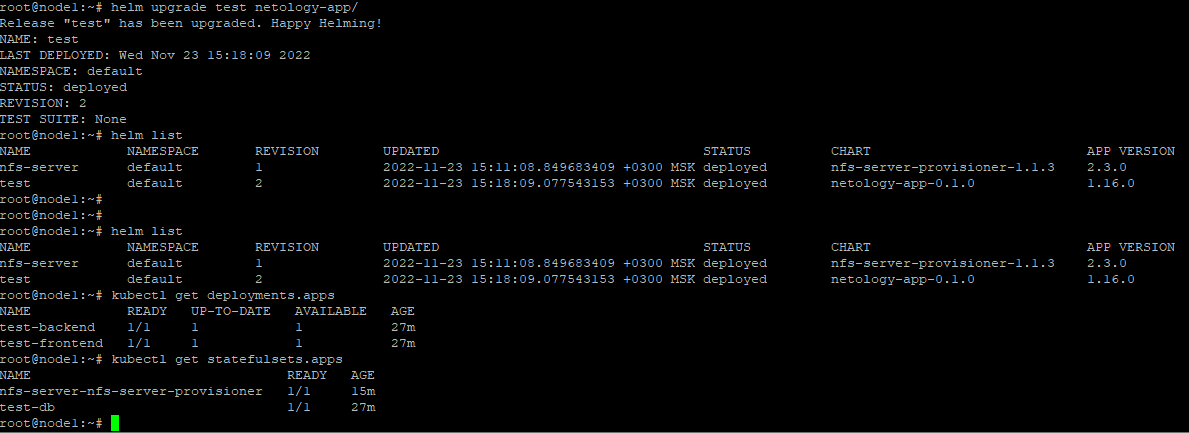 root@node1:~# helm upgrade test netology-app/
Release "test" has been upgraded. Happy Helming!
NAME: test
LAST DEPLOYED: Wed Nov 23 15:18:09 2022
NAMESPACE: default
STATUS: deployed
REVISION: 2
TEST SUITE: None
root@node1:~# helm list
NAME            NAMESPACE       REVISION        UPDATED                                 STATUS          CHART                           APP VERSION
nfs-server      default         1               2022-11-23 15:11:08.849683409 +0300 MSK deployed        nfs-server-provisioner-1.1.3    2.3.0
test            default         2               2022-11-23 15:18:09.077543153 +0300 MSK deployed        netology-app-0.1.0              1.16.0
root@node1:~#
root@node1:~#
root@node1:~# helm list
NAME            NAMESPACE       REVISION        UPDATED                                 STATUS          CHART                           APP VERSION
nfs-server      default         1               2022-11-23 15:11:08.849683409 +0300 MSK deployed        nfs-server-provisioner-1.1.3    2.3.0
test            default         2               2022-11-23 15:18:09.077543153 +0300 MSK deployed        netology-app-0.1.0              1.16.0
root@node1:~# kubectl get deployments.apps
NAME            READY   UP-TO-DATE   AVAILABLE   AGE
test-backend    1/1     1            1           27m
test-frontend   1/1     1            1           27m
root@node1:~# kubectl get statefulsets.apps
NAME                                READY   AGE
nfs-server-nfs-server-provisioner   1/1     15m
test-db                             1/1     27m
root@node1:~#